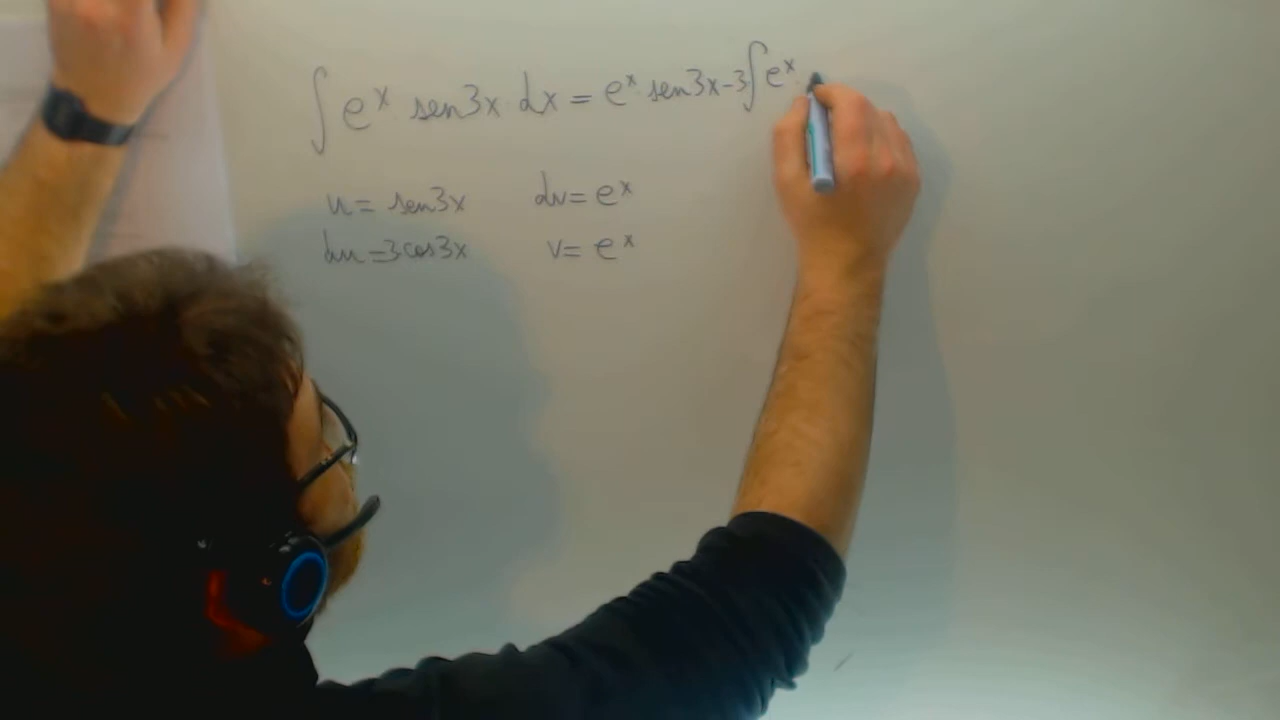 ∫ eˣ sen3x dx = eˣ sen3x - 3∫ eˣ
u = sen3x dv = eˣ
du = 3cos3x v = eˣ